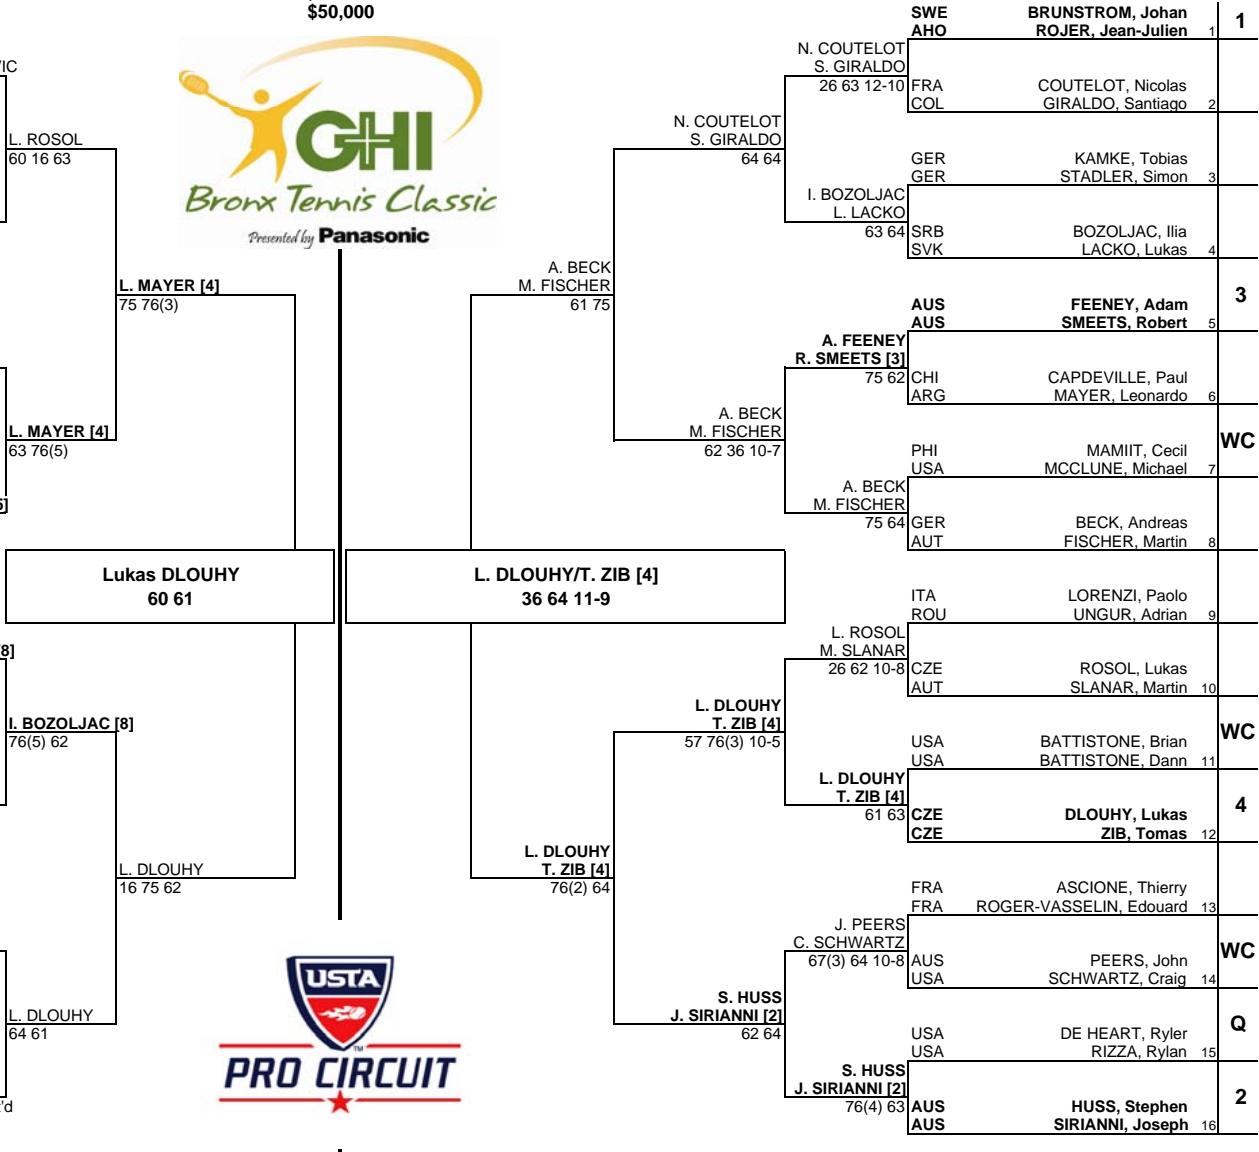 $50,000
GHI
Bronx Tennis Classic
Presented by Panasonic
IC
L. ROSOL
60 16 63
L. MAYER [4]
75 76(3)
L. MAYER [4]
63 76(5)
5]
Lukas DLOUHY
60 61
8]
I. BOZOLJAC [8]
76(5) 62
L. DLOUHY
16 75 62
L. DLOUHY
64 61
'd
USTA
TM
PRO CIRCUIT
A. BECK
M. FISCHER
61 75
L. DLOUHY/T. ZIB [4]
36 64 11-9
L. DLOUHY
T. ZIB [4]
76(2) 64
N. COUTELOT
S. GIRALDO
64 64
A. BECK
M. FISCHER
62 36 10-7
L. DLOUHY
T. ZIB [4]
57 76(3) 10-5
S. HUSS
J. SIRIANNI [2]
62 64
N. COUTELOT
S. GIRALDO
26 63 12-10
I. BOZOLJAC
L. LACKO
63 64
A. FEENEY
R. SMEETS [3]
75 62
A. BECK
M. FISCHER
75 64
L. ROSOL
M. SLANAR
26 62 10-8
L. DLOUHY
T. ZIB [4]
61 63
J. PEERS
C. SCHWARTZ
67(3) 64 10-8
S. HUSS
J. SIRIANNI [2]
76(4) 63
SWE BRUNSTROM, Johan
AHO ROJER, Jean-Julien 1
1
FRA COUTELOT, Nicolas
COL GIRALDO, Santiago 2
GER KAMKE, Tobias
GER STADLER, Simon 3
SRB BOZOLJAC, Ilia
SVK LACKO, Lukas 4
AUS FEENEY, Adam
AUS SMEETS, Robert 5
3
CHI CAPDEVILLE, Paul
ARG MAYER, Leonardo 6
PHI MAMIIT, Cecil
USA MCCLUNE, Michael 7
WC
GER BECK, Andreas
AUT FISCHER, Martin 8
ITA LORENZI, Paolo
ROU UNGUR, Adrian 9
CZE ROSOL, Lukas
AUT SLANAR, Martin 10
USA BATTISTONE, Brian
USA BATTISTONE, Dann 11
WC
CZE DLOUHY, Lukas
CZE ZIB, Tomas 12
4
FRA ASCIONE, Thierry
FRA ROGER-VASSELIN, Edouard 13
AUS PEERS, John
USA SCHWARTZ, Craig 14
WC
USA DE HEART, Ryler
USA RIZZA, Rylan 15
Q
AUS HUSS, Stephen
AUS SIRIANNI, Joseph 16
2